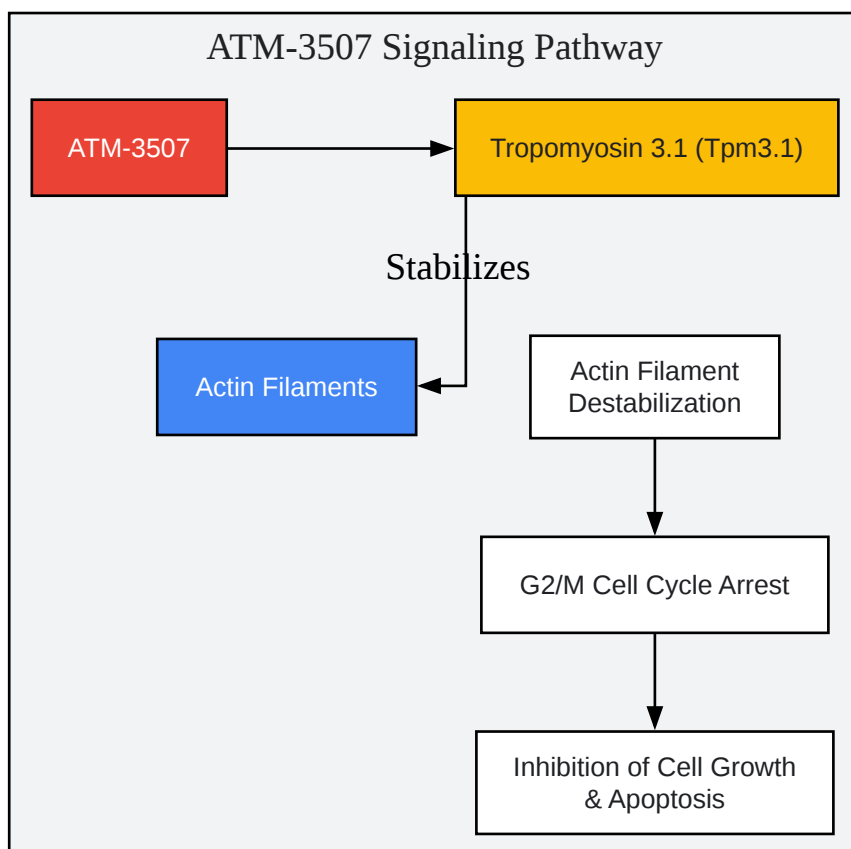 ATM-3507 Signaling Pathway
ATM-3507
Tropomyosin 3.1 (Tpm3.1)
Stabilizes
Actin Filaments
Actin Filament
Destabilization
G2/M Cell Cycle Arrest
Inhibition of Cell Growth
& Apoptosis